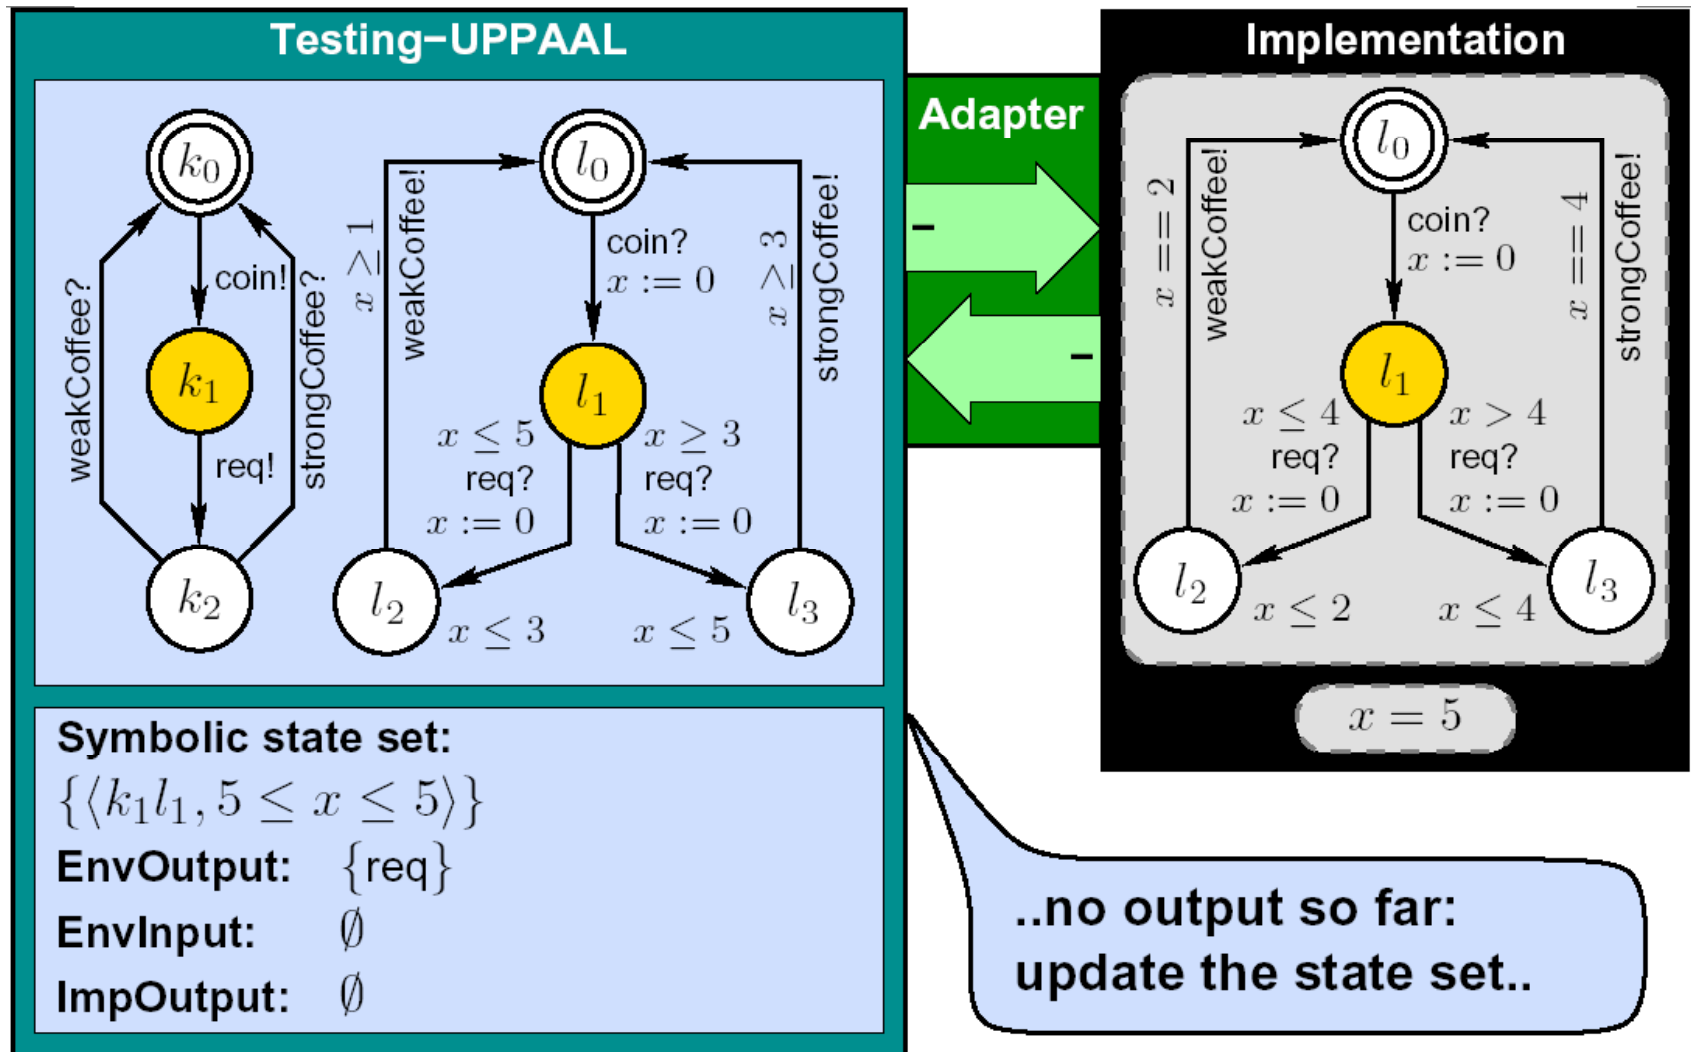 Testing−UPPAAL
k₀
coin!
k₁
req!
k₂
weakCoffee?
strongCoffee?
l₀
coin?
x := 0
l₁
x ≤ 5
req?
x := 0
x ≥ 3
req?
x := 0
x ≥ 1
weakCoffee!
x ≥ 3
strongCoffee!
l₂
x ≤ 3
l₃
x ≤ 5
Symbolic state set:
{⟨k₁l₁, 5 ≤ x ≤ 5⟩}
EnvOutput: {req}
EnvInput: ∅
ImpOutput: ∅
Adapter
−
−
Implementation
l₀
coin?
x := 0
l₁
x ≤ 4
req?
x := 0
x > 4
req?
x := 0
x == 2
weakCoffee!
x == 4
strongCoffee!
l₂
x ≤ 2
l₃
x ≤ 4
x = 5
..no output so far:
update the state set..